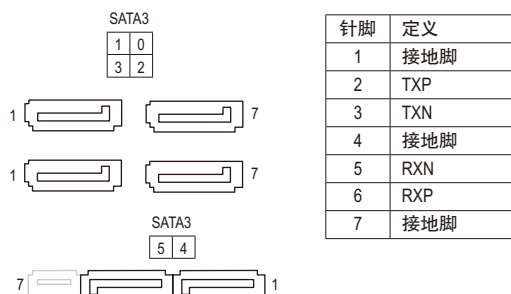 SATA3
1 0
3 2
1 7
1 7
SATA3
5 4
7 1
针脚 定义
1 接地脚
2 TXP
3 TXN
4 接地脚
5 RXN
6 RXP
7 接地脚